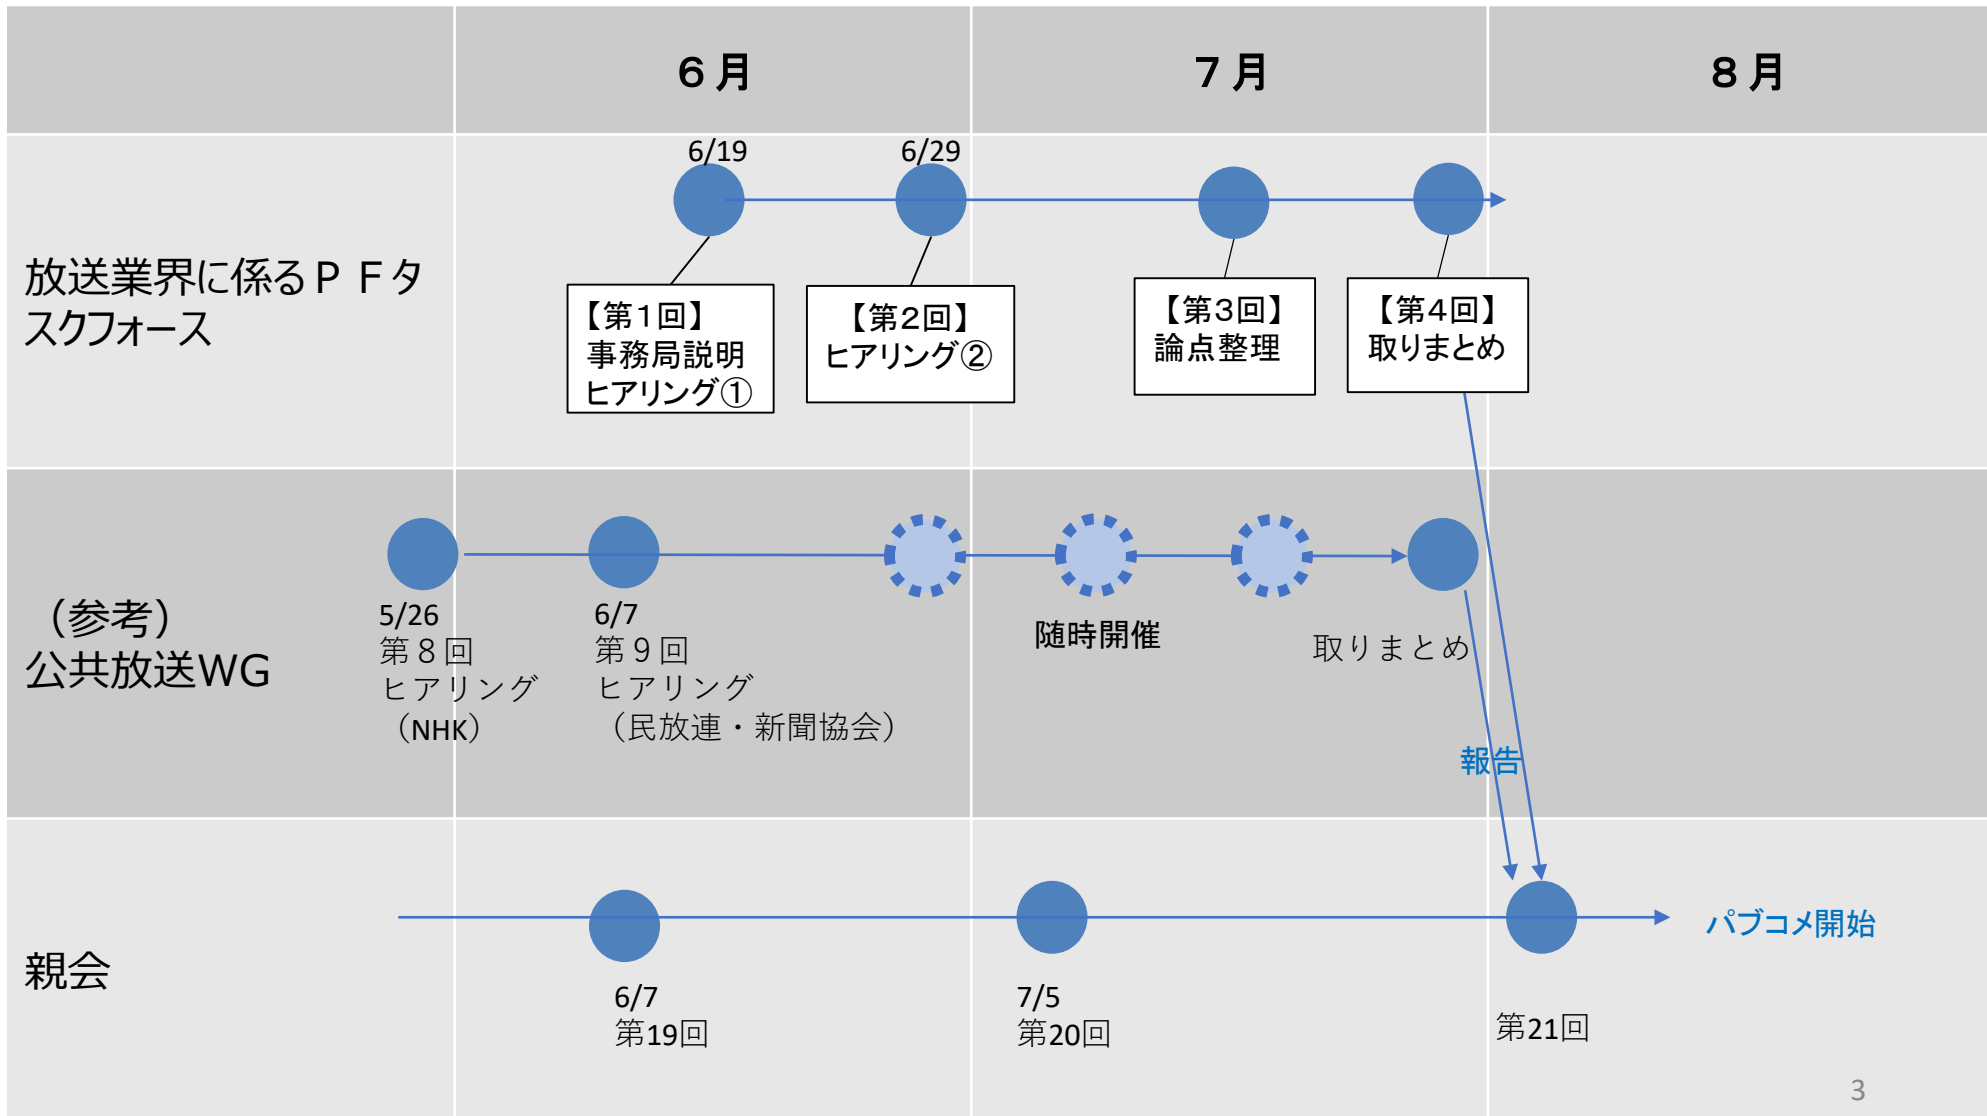 ６月
７月
８月
放送業界に係るＰＦタ
スクフォース
6/19
6/29
【第１回】
事務局説明
ヒアリング①
【第２回】
ヒアリング②
【第３回】
論点整理
【第４回】
取りまとめ
（参考）
公共放送WG
5/26
第８回
ヒアリング
（NHK）
6/7
第９回
ヒアリング
（民放連・新聞協会）
随時開催
取りまとめ
報告
親会
6/7
第19回
7/5
第20回
第21回
パブコメ開始
3